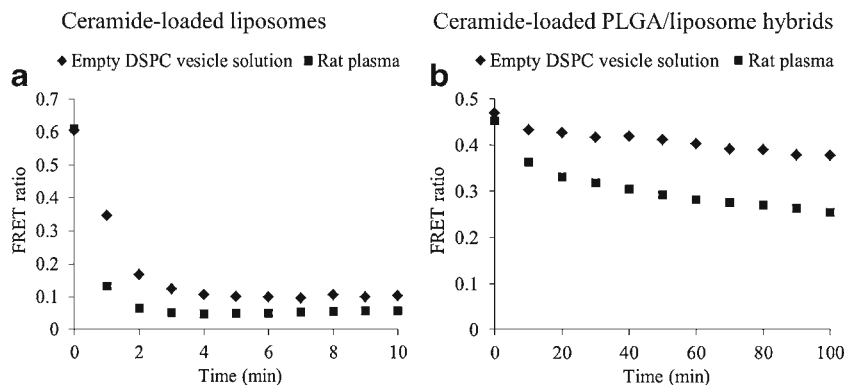 Ceramide-loaded liposomes
◆ Empty DSPC vesicle solution ■ Rat plasma
a
0.7
0.6
0.5
0.4
0.3
0.2
0.1
0
FRET ratio
0 2 4 6 8 10
Time (min)
Ceramide-loaded PLGA/liposome hybrids
◆ Empty DSPC vesicle solution ■ Rat plasma
b
0.5
0.4
0.3
0.2
0.1
0
FRET ratio
0 20 40 60 80 100
Time (min)